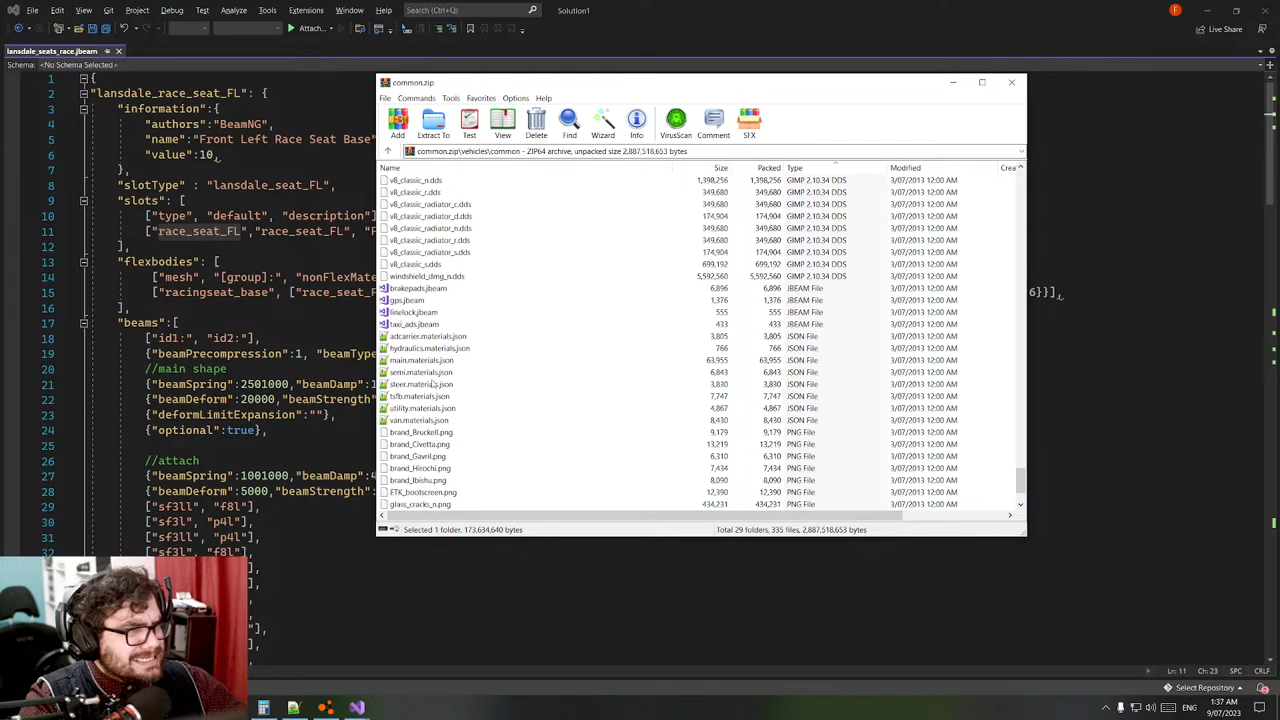 File Edit View Git Project Debug Test Analyze Tools Extensions Window Help Search (Ctrl+Q) Solution1
Attach... Live Share
lansdale_seats_race.jbeam
Schema: <No Schema Selected>
1 {
2 "lansdale_race_seat_FL": {
3 "information":{
4 "authors":"BeamNG",
5 "name":"Front Left Race Seat Base
6 "value":10,
7 },
8 "slotType" : "lansdale_seat_FL",
9 "slots": [
10 ["type", "default", "description"
11 ["race_seat_FL","race_seat_FL", "F
12 ],
13 "flexbodies": [
14 ["mesh", "[group]:", "nonFlexMate
15 ["racingseat_base", ["race_seat_F 6}}],
16 ],
17 "beams":[
18 ["id1:", "id2:"],
19 {"beamPrecompression":1, "beamType
20 //main shape
21 {"beamSpring":2501000,"beamDamp":1
22 {"beamDeform":20000,"beamStrength"
23 {"deformLimitExpansion":""},
24 {"optional":true},
25
26 //attach
27 {"beamSpring":1001000,"beamDamp":
28 {"beamDeform":5000,"beamStrength":
29 ["sf3ll", "f8l"],
30 ["sf3ll", "p4l"],
31 ["sf3l", "p4l"],
32 ["sf3l", "f8l"],
common.zip
File Commands Tools Favorites Options Help
Add Extract To Test View Delete Find Wizard Info VirusScan Comment SFX
common.zip\vehicles\common - ZIP64 archive, unpacked size 2,887,518,653 bytes
Name Size Packed Type Modified Crea
v8_classic_n.dds 1,398,256 1,398,256 GIMP 2.10.34 DDS 3/07/2013 12:00 AM
v8_classic_r.dds 349,680 349,680 GIMP 2.10.34 DDS 3/07/2013 12:00 AM
v8_classic_radiator_c.dds 349,680 349,680 GIMP 2.10.34 DDS 3/07/2013 12:00 AM
v8_classic_radiator_d.dds 174,904 174,904 GIMP 2.10.34 DDS 3/07/2013 12:00 AM
v8_classic_radiator_n.dds 349,680 349,680 GIMP 2.10.34 DDS 3/07/2013 12:00 AM
v8_classic_radiator_r.dds 349,680 349,680 GIMP 2.10.34 DDS 3/07/2013 12:00 AM
v8_classic_radiator_s.dds 174,904 174,904 GIMP 2.10.34 DDS 3/07/2013 12:00 AM
v8_classic_s.dds 699,192 699,192 GIMP 2.10.34 DDS 3/07/2013 12:00 AM
windshield_dmg_n.dds 5,592,560 5,592,560 GIMP 2.10.34 DDS 3/07/2013 12:00 AM
brakepads.jbeam 6,896 6,896 JBEAM File 3/07/2013 12:00 AM
gps.jbeam 1,376 1,376 JBEAM File 3/07/2013 12:00 AM
linelock.jbeam 555 555 JBEAM File 3/07/2013 12:00 AM
taxi_ads.jbeam 433 433 JBEAM File 3/07/2013 12:00 AM
adcarrier.materials.json 3,805 3,805 JSON File 3/07/2013 12:00 AM
hydraulics.materials.json 766 766 JSON File 3/07/2013 12:00 AM
main.materials.json 63,955 63,955 JSON File 3/07/2013 12:00 AM
semi.materials.json 6,843 6,843 JSON File 3/07/2013 12:00 AM
steer.materials.json 3,830 3,830 JSON File 3/07/2013 12:00 AM
tsfb.materials.json 7,747 7,747 JSON File 3/07/2013 12:00 AM
utility.materials.json 4,867 4,867 JSON File 3/07/2013 12:00 AM
van.materials.json 8,430 8,430 JSON File 3/07/2013 12:00 AM
brand_Bruckell.png 9,179 9,179 PNG File 3/07/2013 12:00 AM
brand_Civetta.png 13,219 13,219 PNG File 3/07/2013 12:00 AM
brand_Gavril.png 6,310 6,310 PNG File 3/07/2013 12:00 AM
brand_Hirochi.png 7,434 7,434 PNG File 3/07/2013 12:00 AM
brand_Ibishu.png 8,090 8,090 PNG File 3/07/2013 12:00 AM
ETK_bootscreen.png 12,390 12,390 PNG File 3/07/2013 12:00 AM
glass_cracks_n.png 434,231 434,231 PNG File 3/07/2013 12:00 AM
Selected 1 folder, 173,634,640 bytes Total 29 folders, 335 files, 2,887,518,653 bytes
Ln: 11 Ch: 23 SPC CRLF
Select Repository
ENG 1:37 AM
9/07/2023